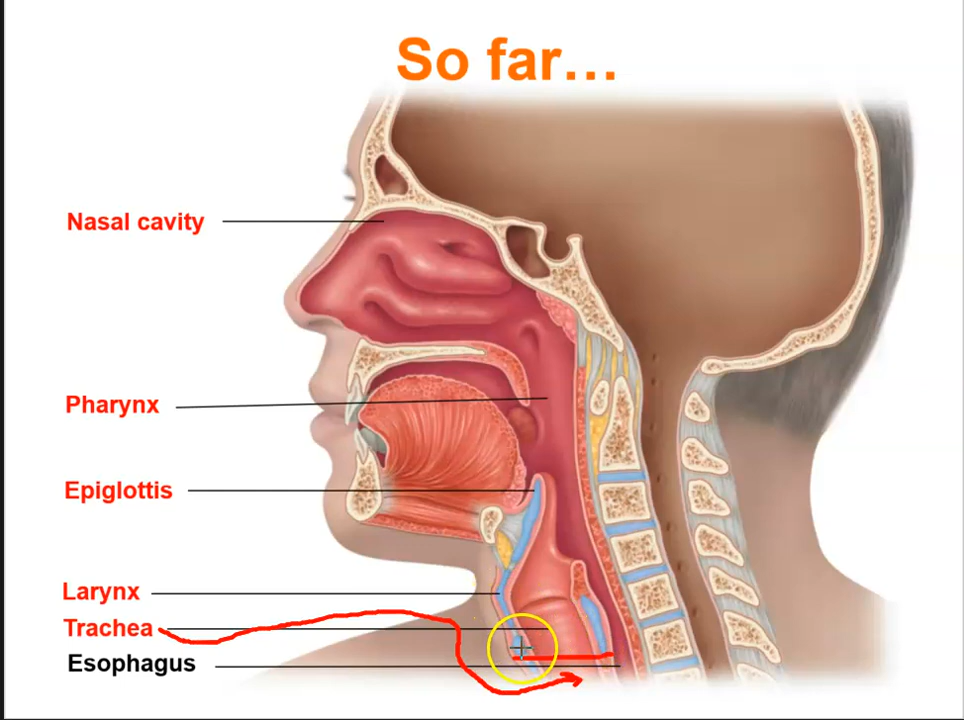 So far...
Nasal cavity
Pharynx
Epiglottis
Larynx
Trachea
Esophagus